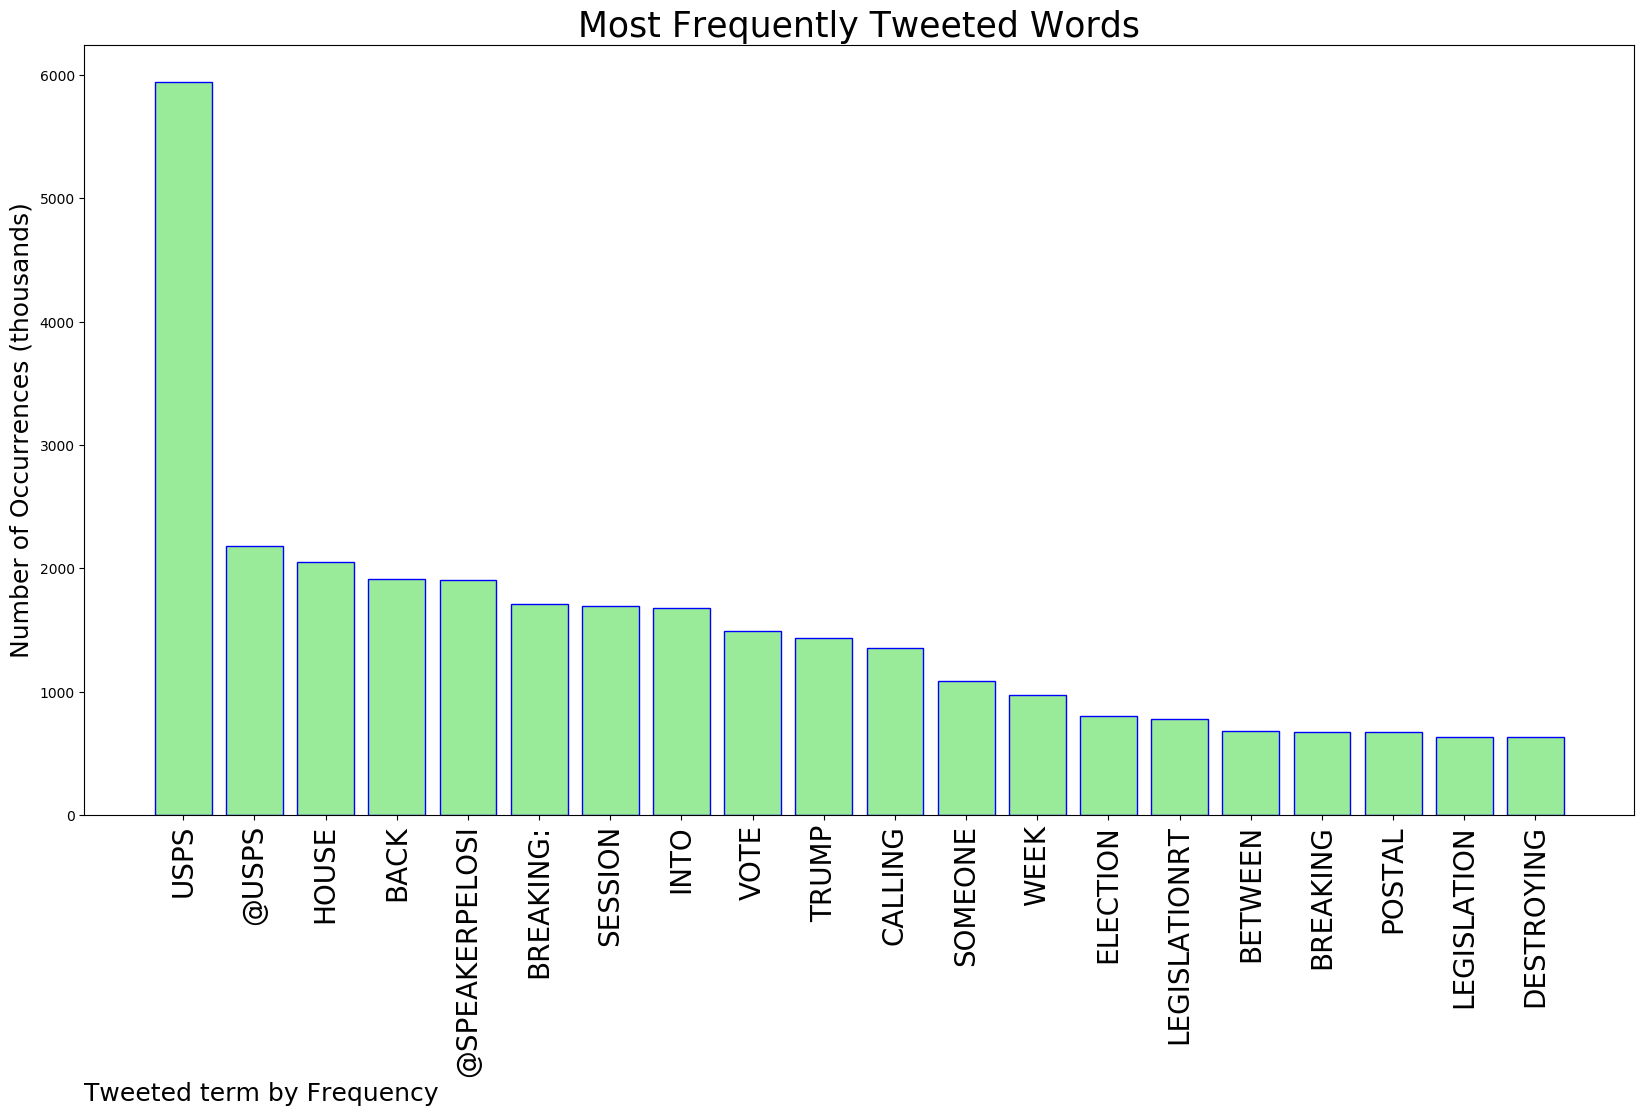 Most Frequently Tweeted Words
Number of Occurrences (thousands)
6000
5000
4000
3000
2000
1000
0
USPS
@USPS
HOUSE
BACK
@SPEAKERPELOSI
BREAKING:
SESSION
INTO
VOTE
TRUMP
CALLING
SOMEONE
WEEK
ELECTION
LEGISLATIONRT
BETWEEN
BREAKING
POSTAL
LEGISLATION
DESTROYING
Tweeted term by Frequency